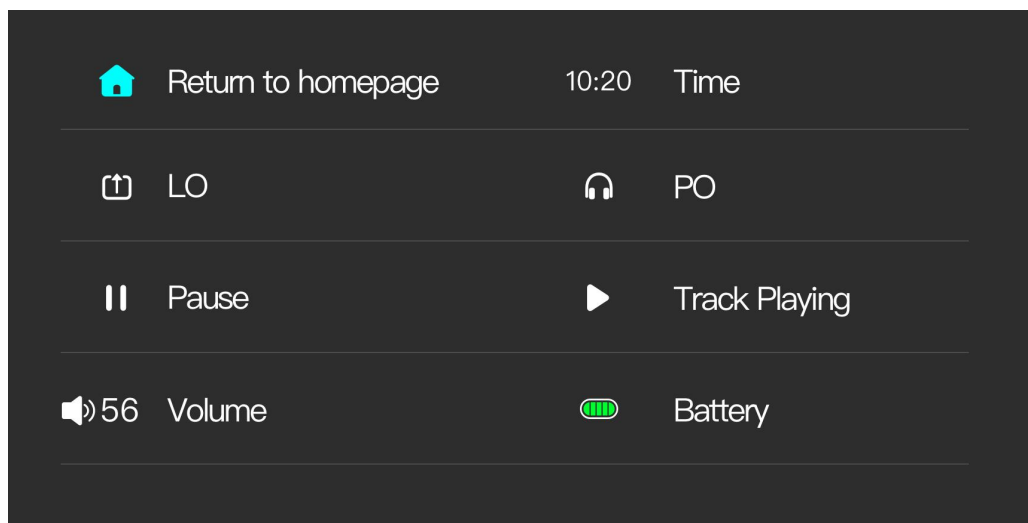 Return to homepage
10:20 Time
LO
PO
Pause
Track Playing
56 Volume
Battery